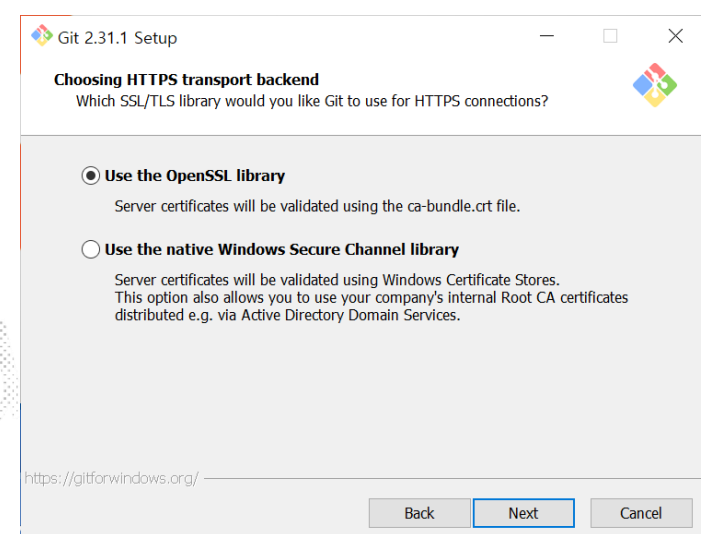 Git 2.31.1 Setup
Choosing HTTPS transport backend
Which SSL/TLS library would you like Git to use for HTTPS connections?
Use the OpenSSL library
Server certificates will be validated using the ca-bundle.crt file.
Use the native Windows Secure Channel library
Server certificates will be validated using Windows Certificate Stores.
This option also allows you to use your company's internal Root CA certificates
distributed e.g. via Active Directory Domain Services.
https://gitforwindows.org/
Back Next Cancel